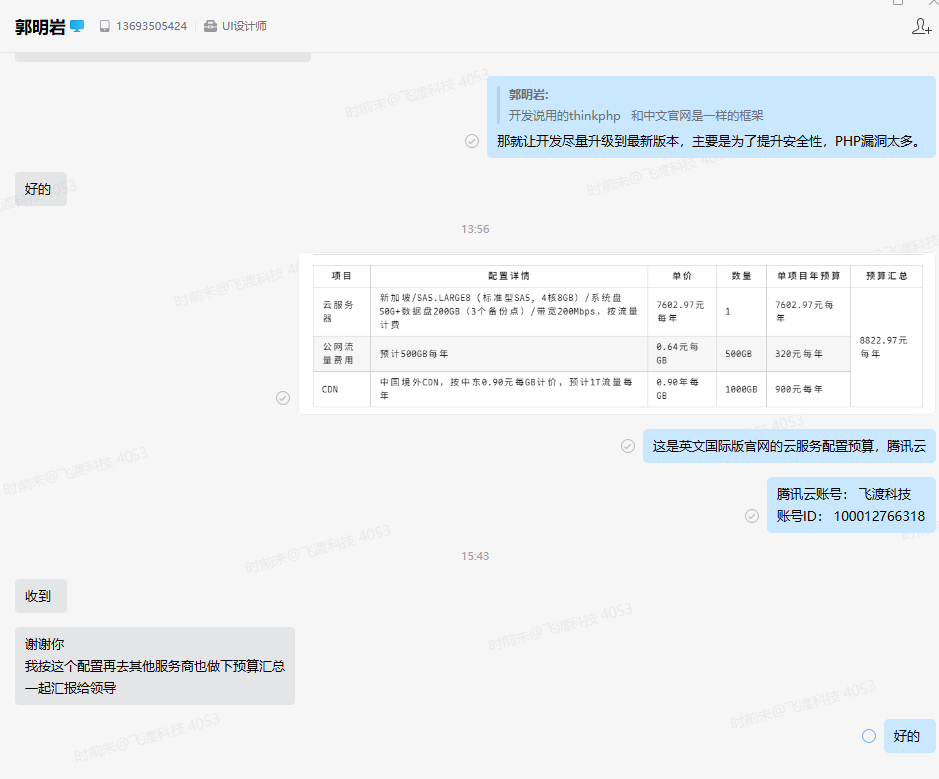 郭明岩
13693505424
UI设计师
郭明岩:
开发说用的thinkphp 和中文官网是一样的框架
那就让开发尽量升级到最新版本，主要是为了提升安全性，PHP漏洞太多。
好的
13:56
项目 配置详情 单价 数量 单项目年预算 预算汇总
云服务
器
新加坡/SA5.LARGE8（标准型SA5, 4核8GB）/系统盘
50G+数据盘200GB（3个备份点）/带宽200Mbps, 按流量
计费
7602.97元
每年
1
7602.97元每
年
8822.97元
每年
公网流
量费用
预计500GB每年
0.64元每
GB
500GB
320元每年
CDN
中国境外CDN, 按中东0.90元每GB计价, 预计1T流量每
年
0.90年每
GB
1000GB
900元每年
这是英文国际版官网的云服务配置预算，腾讯云
腾讯云账号： 飞渡科技
账号ID： 100012766318
15:43
收到
谢谢你
我按这个配置再去其他服务商也做下预算汇总
一起汇报给领导
好的
时前未@飞渡科技 4053